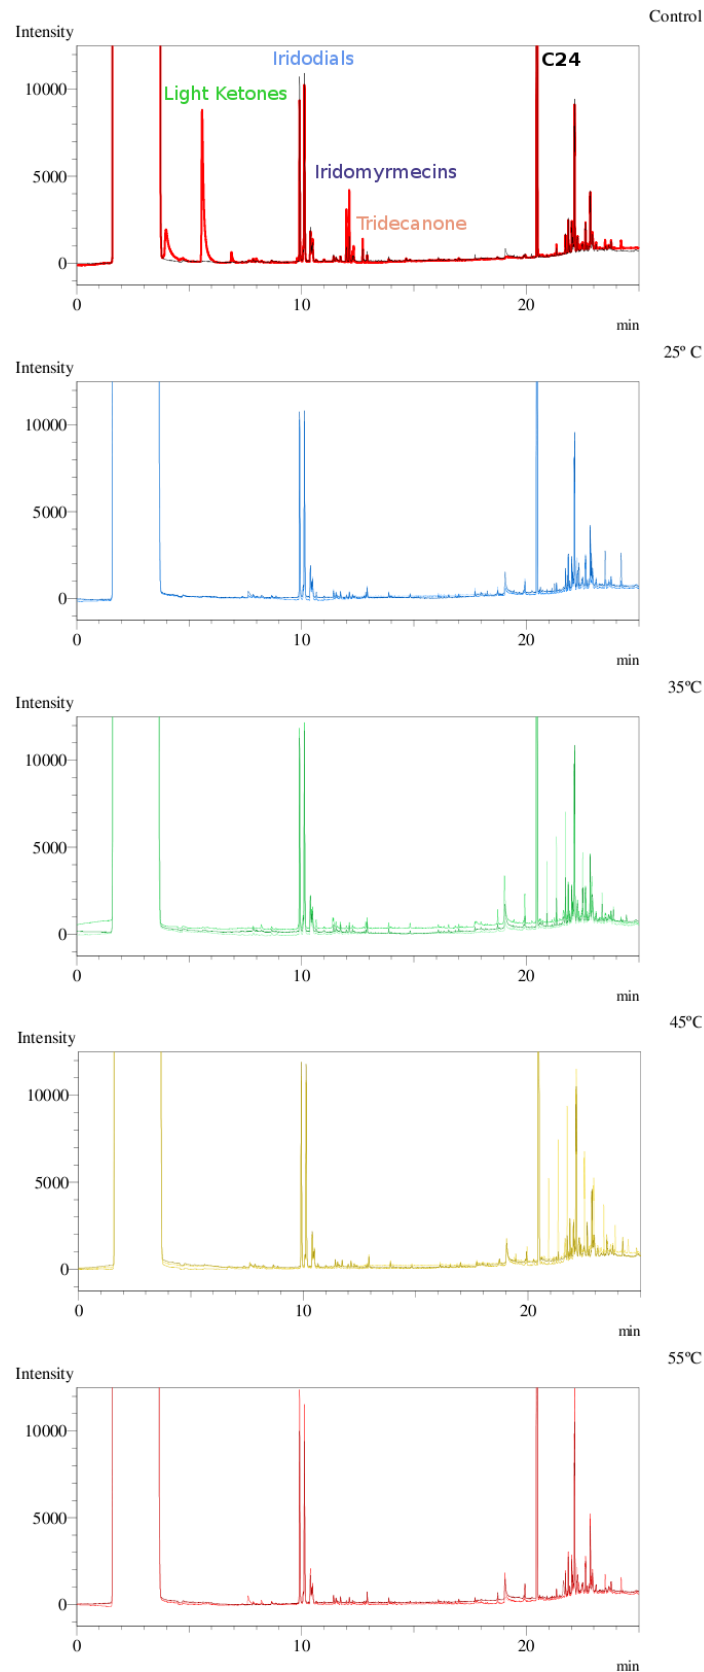 Control
Intensity
Iridodials
C24
10000
Light Ketones
5000
Iridomyrmecins
Tridecanone
0
0 10 20
min
25º C
Intensity
10000
5000
0
0 10 20
min
35ºC
Intensity
10000
5000
0
0 10 20
min
45ºC
Intensity
10000
5000
0
0 10 20
min
55ºC
Intensity
10000
5000
0
0 10 20
min